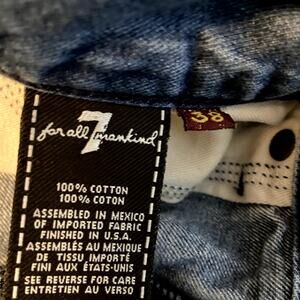 for all 7 mankind
38
100% COTTON
100% COTON
ASSEMBLED IN MEXICO
OF IMPORTED FABRIC
FINISHED IN U.S.A.
ASSEMBLÉS AU MEXIQUE
DE TISSU IMPORTÉ
FINI AUX ÉTATS-UNIS
SEE REVERSE FOR CARE
ENTRETIEN AU VERSO